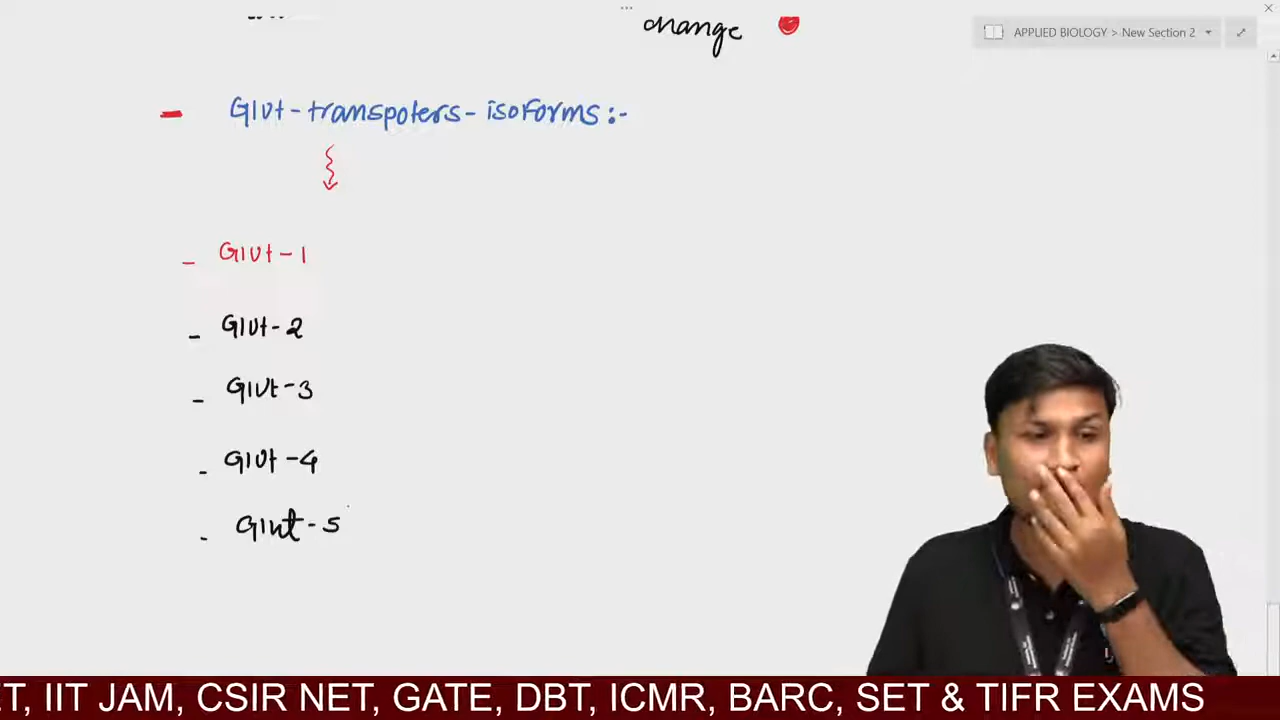 change
APPLIED BIOLOGY > New Section 2
- Glut-transpoters-isoforms:-
- Glut-1
- Glut-2
- Glut-3
- Glut-4
- Glut-5
ET, IIT JAM, CSIR NET, GATE, DBT, ICMR, BARC, SET & TIFR EXAMS